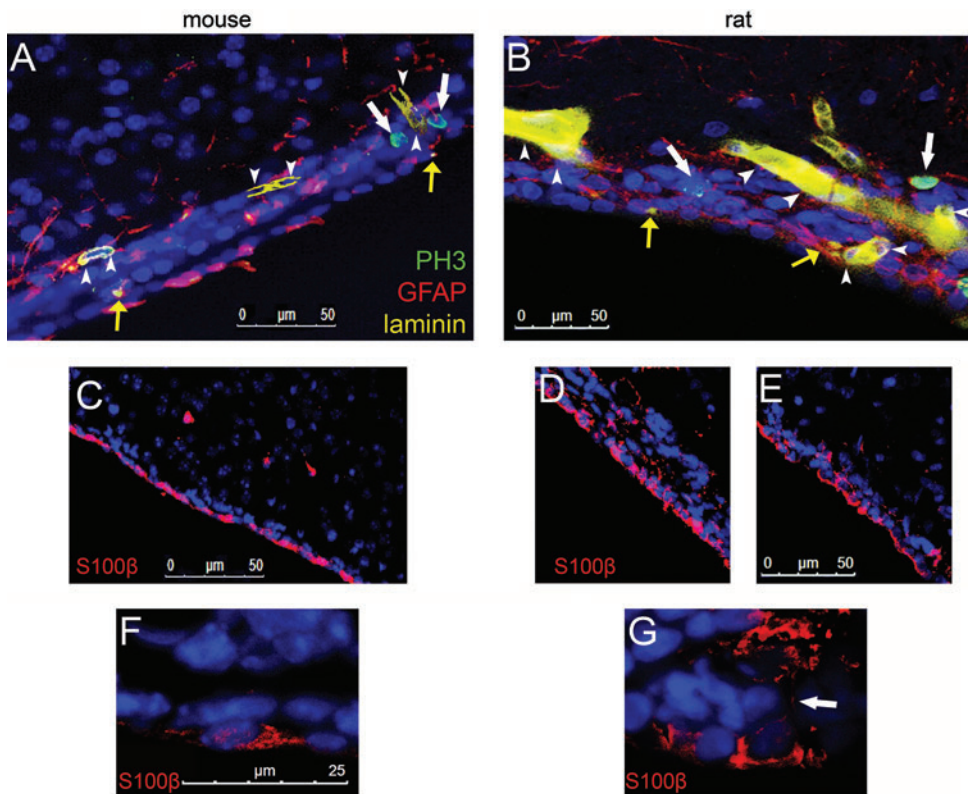 mouse
rat
A
B
PH3
GFAP
laminin
0 µm 50
0 µm 50
C
D
E
S100β
0 µm 50
S100β
0 µm 50
F
G
S100β
µm 25
S100β